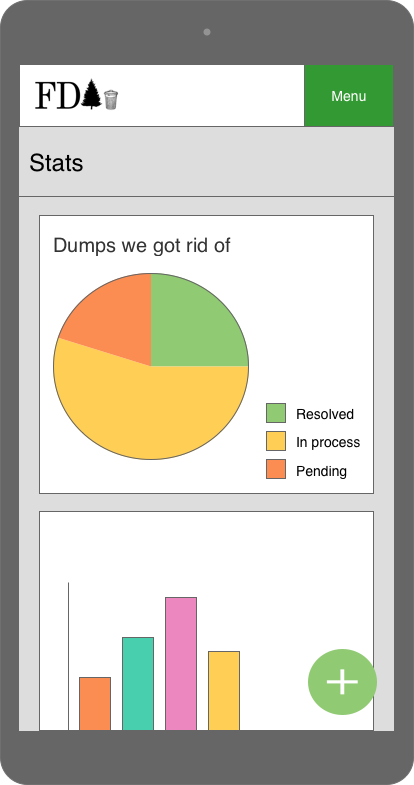 FD
Menu
Stats
Dumps we got rid of
Resolved
In process
Pending